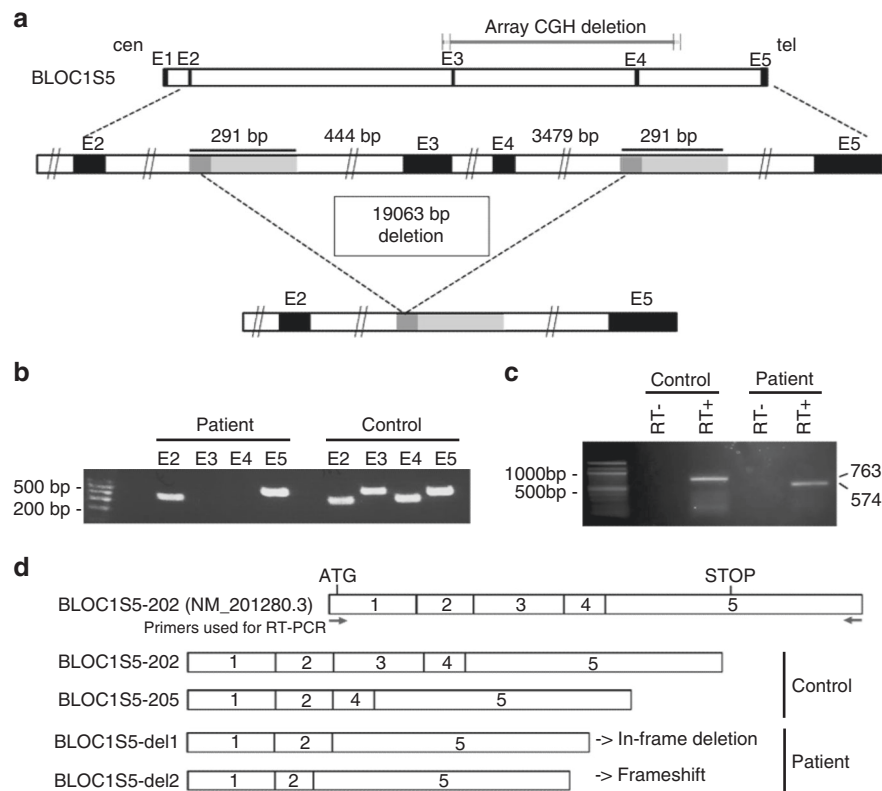 a
Array CGH deletion
cen
tel
E1 E2 E3 E4 E5
BLOC1S5
E2 291 bp 444 bp E3 E4 3479 bp 291 bp E5
19063 bp
deletion
E2 E5
b
Patient Control
E2 E3 E4 E5 E2 E3 E4 E5
500 bp -
200 bp -
c
Control Patient
RT- RT+ RT- RT+
1000bp -
500bp -
763
574
d
ATG STOP
BLOC1S5-202 (NM_201280.3) 1 2 3 4 5
Primers used for RT-PCR
BLOC1S5-202 1 2 3 4 5
BLOC1S5-205 1 2 4 5
Control
BLOC1S5-del1 1 2 5 -> In-frame deletion
BLOC1S5-del2 1 2 5 -> Frameshift
Patient